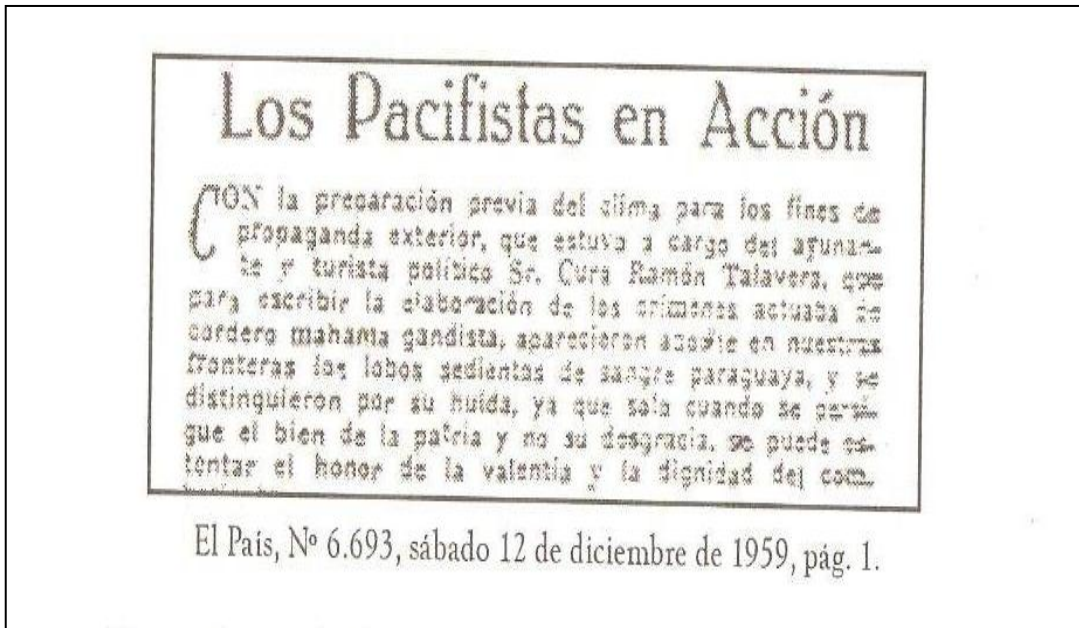 Los Pacifistas en Acción
CON la preparación previa del clima para los fines de
propaganda exterior, que estuvo a cargo del ayunan-
te y turista político Sr. Cura Ramón Talavera, que
para escribir la elaboración de los crímenes actuaba de
cordero mahama gandista, aparecieron anoche en nuestras
fronteras los lobos sedientos de sangre paraguaya, y se
distinguieron por su huída, ya que solo cuando se persi-
gue el bien de la patria y no su desgracia, se puede os-
tentar el honor de la valentía y la dignidad del com-
El País, Nº 6.693, sábado 12 de diciembre de 1959, pág. 1.